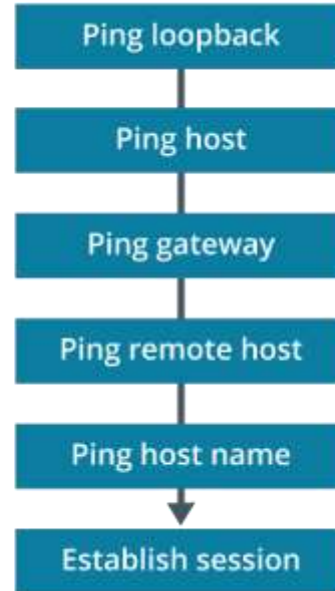 Ping loopback
Ping host
Ping gateway
Ping remote host
Ping host name
Establish session